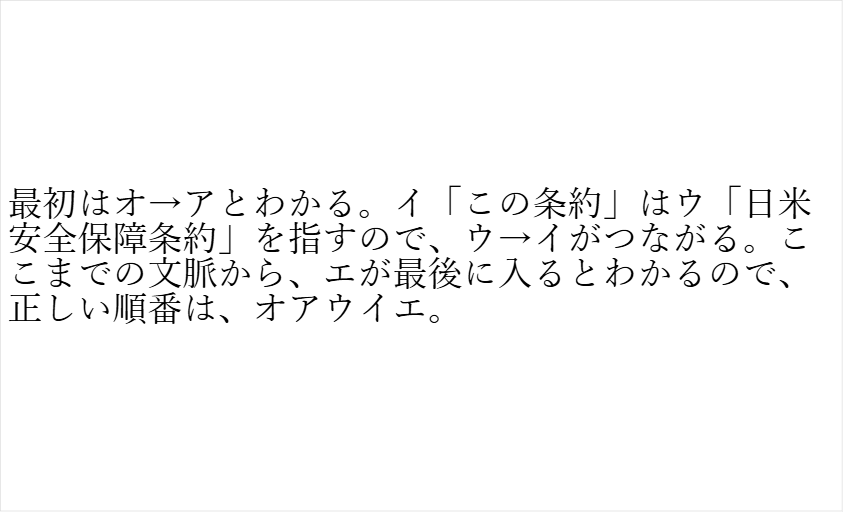 最初はオ→アとわかる。イ「この条約」はウ「日米
安全保障条約」を指すので、ウ→イがつながる。こ
こまでの文脈から、エが最後に入るとわかるので、
正しい順番は、オアウイエ。